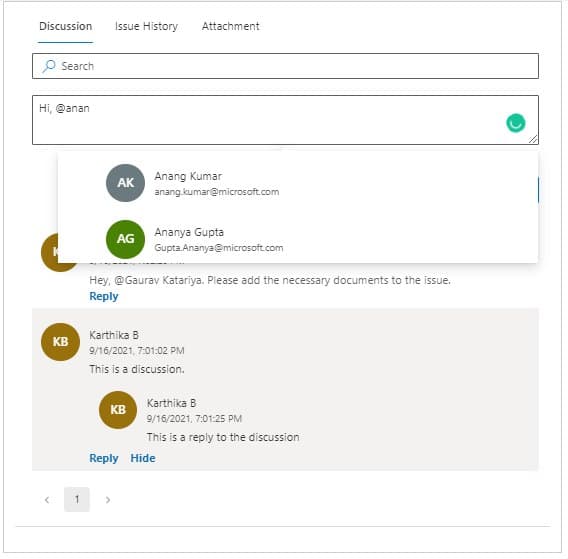 Discussion Issue History Attachment
Search
Hi, @anan
AK Anang Kumar
anang.kumar@microsoft.com
AG Ananya Gupta
Gupta.Ananya@microsoft.com
Hey, @Gaurav Katariya. Please add the necessary documents to the issue.
Reply
KB Karthika B
9/16/2021, 7:01:02 PM
This is a discussion.
KB Karthika B
9/16/2021, 7:01:25 PM
This is a reply to the discussion
Reply Hide
1